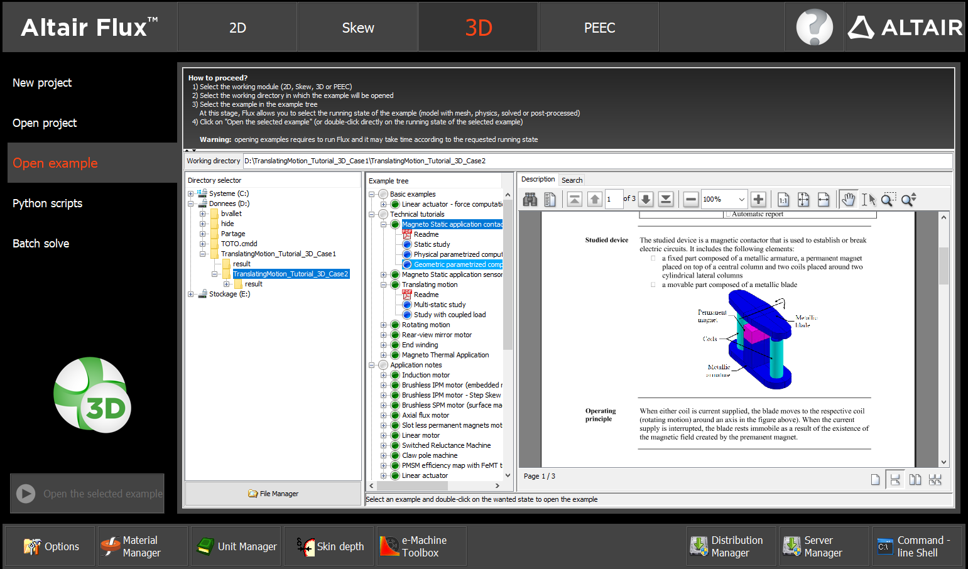 Altair Flux™
2D
Skew
3D
PEEC
?
ALTAIR
New project
Open project
Open example
Python scripts
Batch solve
3D
Open the selected example
How to proceed?
1) Select the working module (2D, Skew, 3D or PEEC)
2) Select the working directory in which the example will be opened
3) Select the example in the example tree
At this stage, Flux allows you to select the running state of the example (model with mesh, physics, solved or post-processed)
4) Click on "Open the selected example" (or double-click directly on the running state of the selected example)
Warning: opening examples requires to run Flux and it may take time according to the requested running state
Working directory D:\TranslatingMotion_Tutorial_3D_Case1\TranslatingMotion_Tutorial_3D_Case2
Directory selector
Systeme (C:)
Donnees (D:)
bvallet
hide
Partage
TOTO.cmdd
TranslatingMotion_Tutorial_3D_Case1
result
TranslatingMotion_Tutorial_3D_Case2
result
Stockage (E:)
File Manager
Example tree
Basic examples
Linear actuator - force computati
Technical tutorials
Magneto Static application contac
Readme
Static study
Physical parametrized comput
Geometric parametrized comp
Magneto Static application sensor
Translating motion
Readme
Multi-static study
Study with coupled load
Rotating motion
Rear-view mirror motor
End winding
Magneto Thermal Application
Application notes
Induction motor
Brushless IPM motor (embedded m
Brushless IPM motor - Step Skew
Brushless SPM motor (surface ma
Axial flux motor
Slot less permanent magnets mot
Linear motor
Switched Reluctance Machine
Claw pole machine
PMSM efficiency map with FeMT t
Linear actuator
Description
Search
1 of 3
100%
Automatic report
Studied device
The studied device is a magnetic contactor that is used to establish or break
electric circuits. It includes the following elements:
a fixed part composed of a metallic armature, a permanent magnet
placed on top of a central column and two coils placed around two
cylindrical lateral columns
a movable part composed of a metallic blade
Permanent
magnet
Metallic
blade
Coils
Metallic
armature
Operating
principle
When either coil is current supplied, the blade moves to the respective coil
(rotating motion) around an axis in the figure above). When the current
supply is interrupted, the blade rests immobile as a result of the existence of
the magnetic field created by the premanent magnet.
Page 1 / 3
Select an example and double-click on the wanted state to open the example
Options
Material
Manager
Unit Manager
Skin depth
e-Machine
Toolbox
Distribution
Manager
Server
Manager
C:\
Command -
line Shell